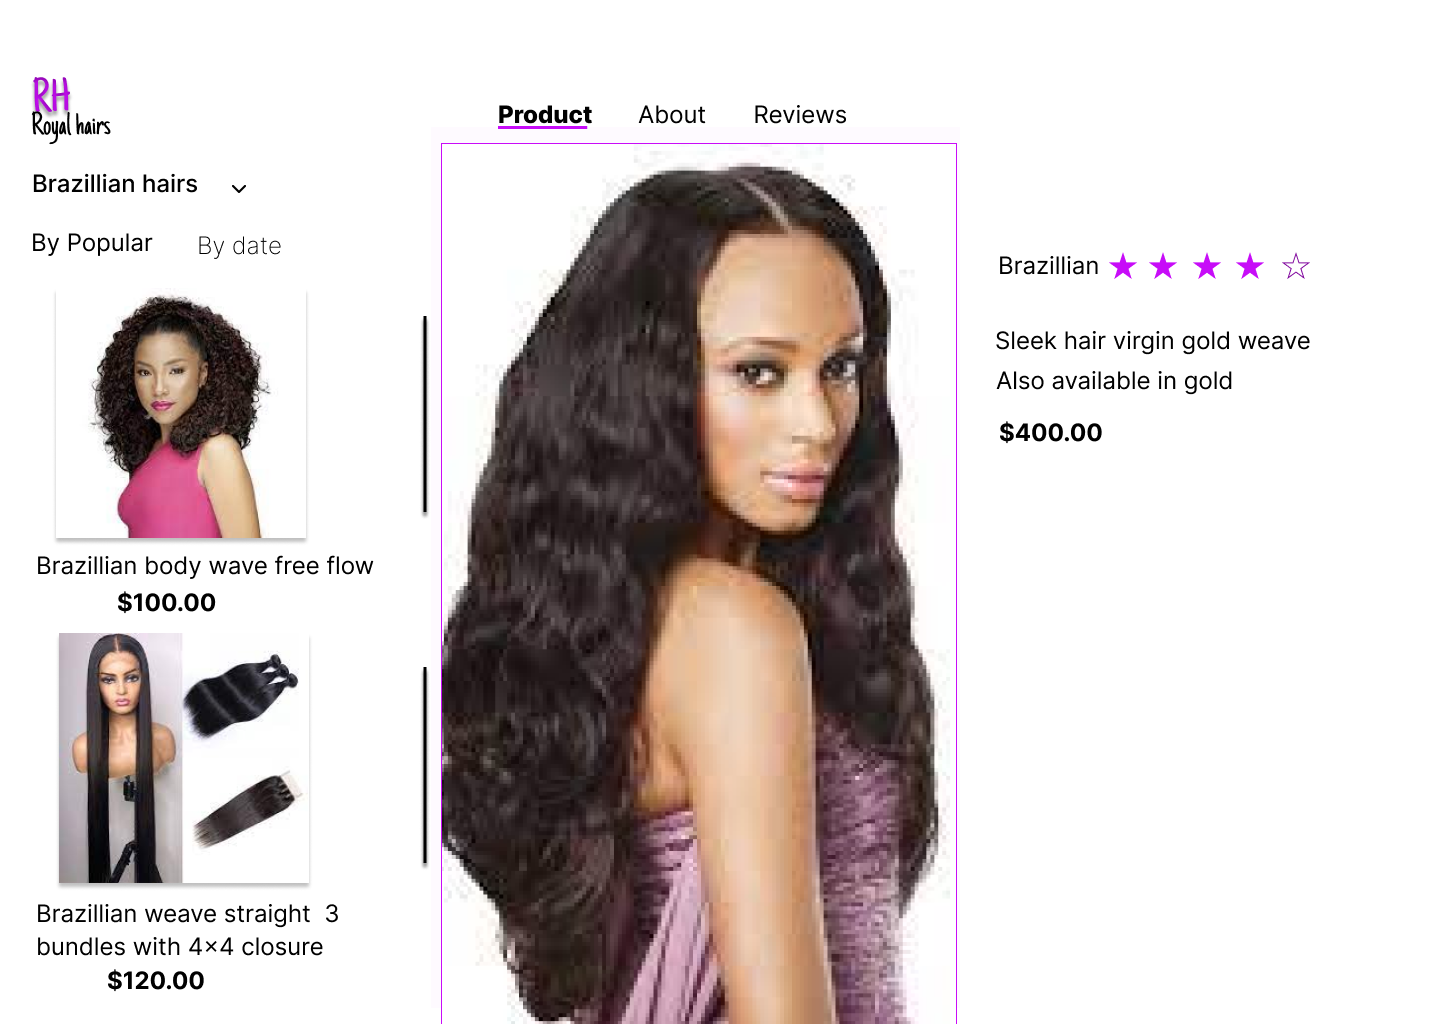 RH
Royal hairs
Product About Reviews
Brazillian hairs
By Popular By date
Brazillian body wave free flow
$100.00
Brazillian weave straight 3
bundles with 4×4 closure
$120.00
Brazillian ★ ★ ★ ★ ☆
Sleek hair virgin gold weave
Also available in gold
$400.00